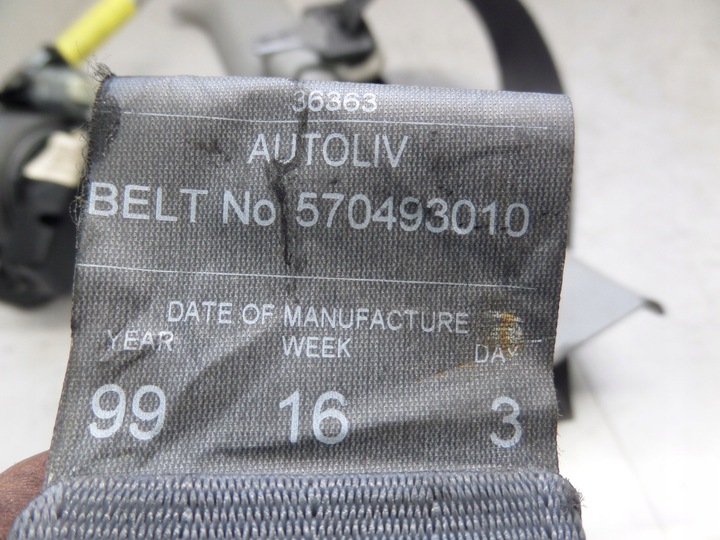 36363
AUTOLIV
BELT No 570493010
DATE OF MANUFACTURE
YEAR WEEK DAY
99 16 3